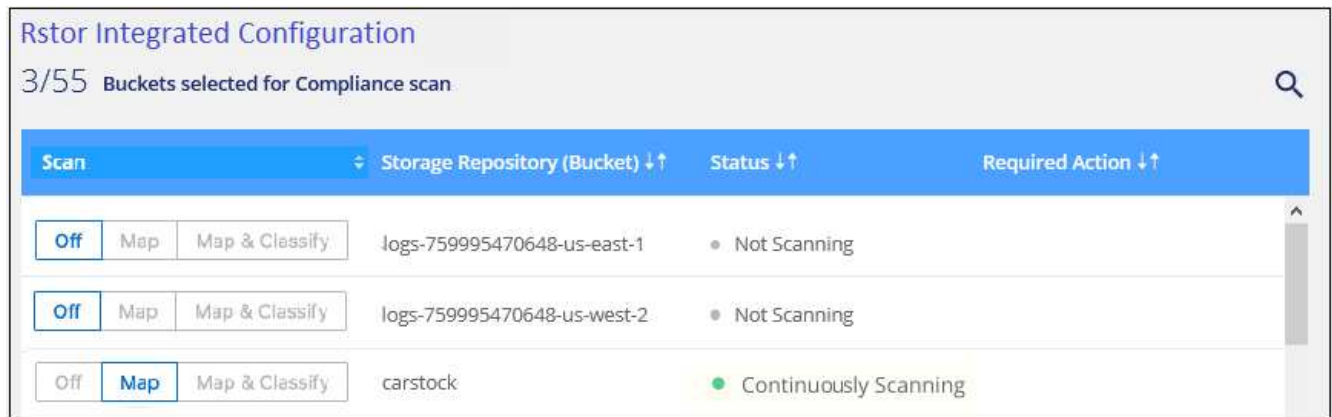 Rstor Integrated Configuration
3/55 Buckets selected for Compliance scan
Scan Storage Repository (Bucket) ↓↑ Status ↓↑ Required Action ↓↑
Off Map Map & Classify logs-759995470648-us-east-1 Not Scanning
Off Map Map & Classify logs-759995470648-us-west-2 Not Scanning
Off Map Map & Classify carstock Continuously Scanning